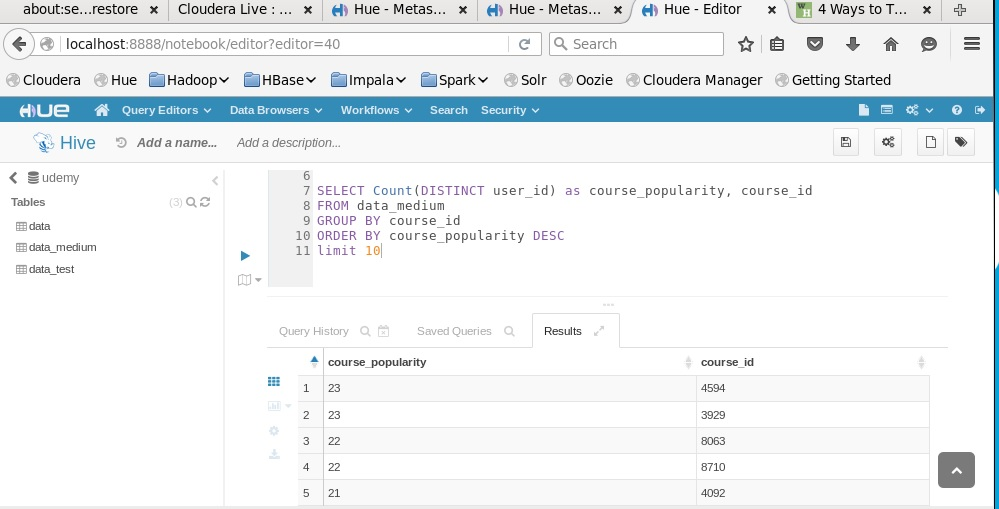 about:se...restore
Cloudera Live : ...
Hue - Metas...
Hue - Metas...
Hue - Editor
4 Ways to T...
localhost:8888/notebook/editor?editor=40
Search
Cloudera Hue Hadoop HBase Impala Spark Solr Oozie Cloudera Manager Getting Started
HUE Query Editors Data Browsers Workflows Search Security
Hive Add a name... Add a description...
udemy
Tables (3)
data
data_medium
data_test
6
7 SELECT Count(DISTINCT user_id) as course_popularity, course_id
8 FROM data_medium
9 GROUP BY course_id
10 ORDER BY course_popularity DESC
11 limit 10
Query History Saved Queries Results
course_popularity course_id
1 23 4594
2 23 3929
3 22 8063
4 22 8710
5 21 4092